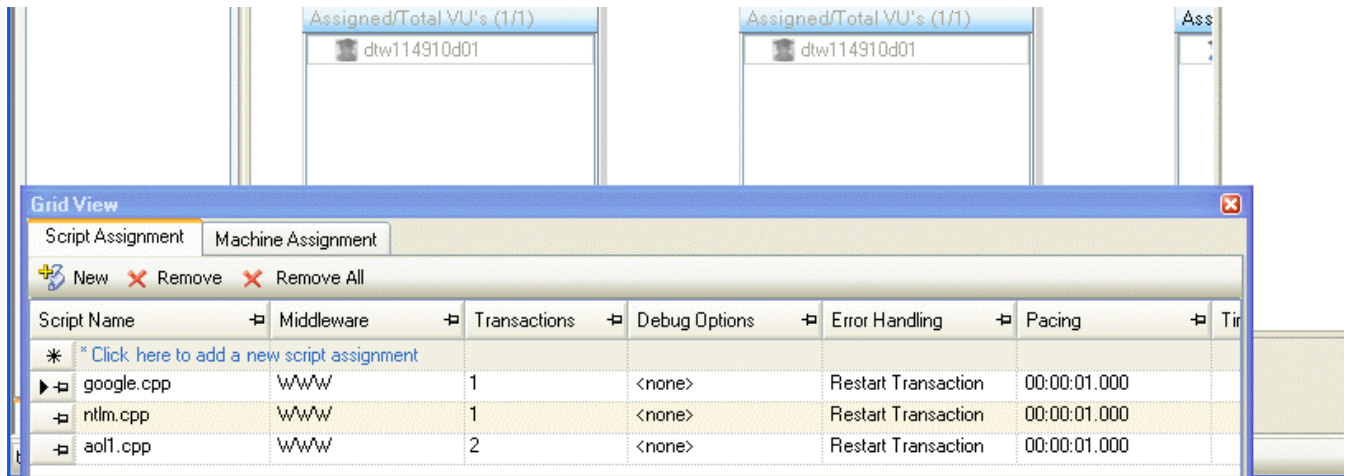 Assigned/Total VU's (1/1) Assigned/Total VU's (1/1) Ass
dtw114910d01 dtw114910d01
Grid View
Script Assignment Machine Assignment
New Remove Remove All
Script Name Middleware Transactions Debug Options Error Handling Pacing Tir
* Click here to add a new script assignment
google.cpp WWW 1 <none> Restart Transaction 00:00:01.000
ntlm.cpp WWW 1 <none> Restart Transaction 00:00:01.000
aol1.cpp WWW 2 <none> Restart Transaction 00:00:01.000